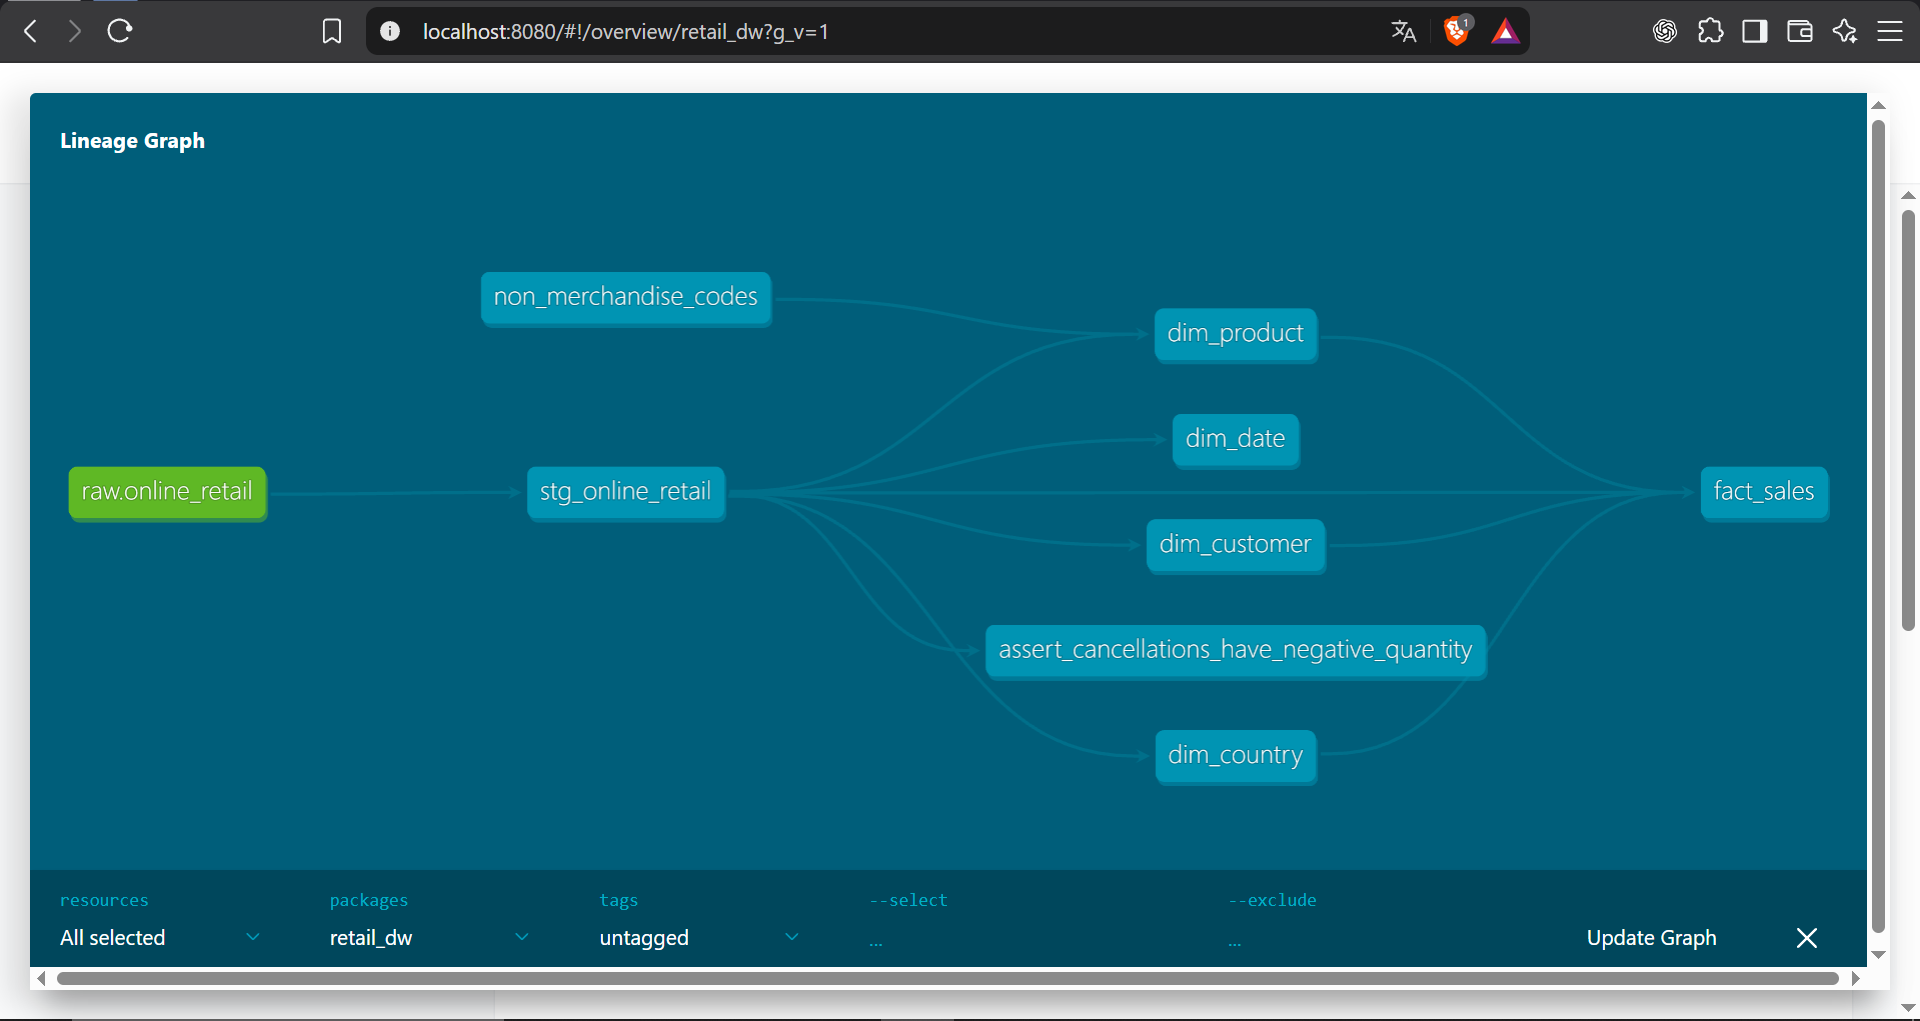 localhost:8080/#!/overview/retail_dw?g_v=1
1
Lineage Graph
non_merchandise_codes
dim_product
dim_date
raw.online_retail
stg_online_retail
fact_sales
dim_customer
assert_cancellations_have_negative_quantity
dim_country
resources packages tags --select --exclude
All selected retail_dw untagged ... ... Update Graph